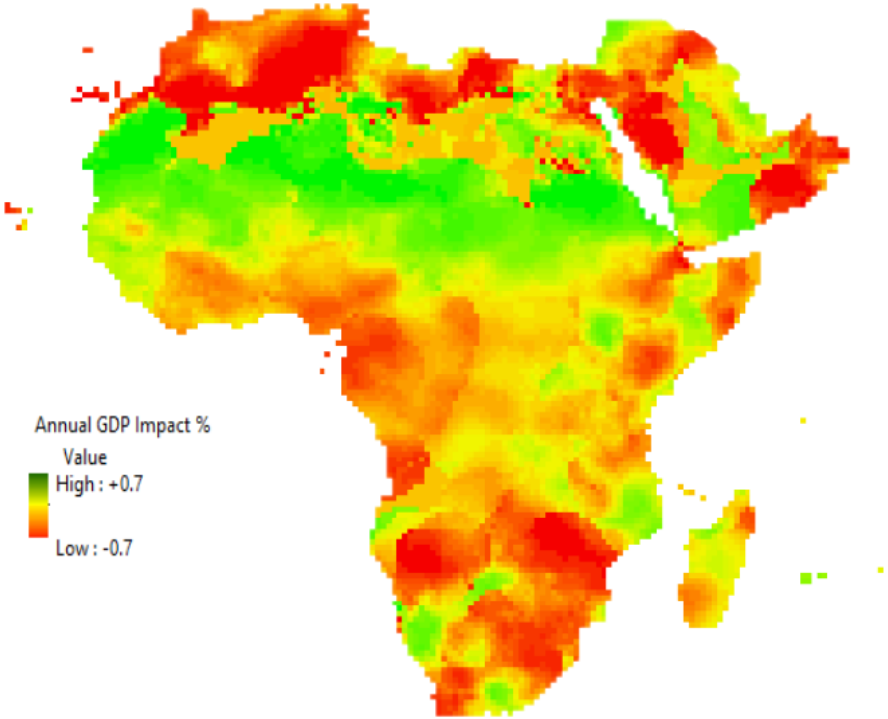 Annual GDP Impact %
Value
High : +0.7
Low : -0.7